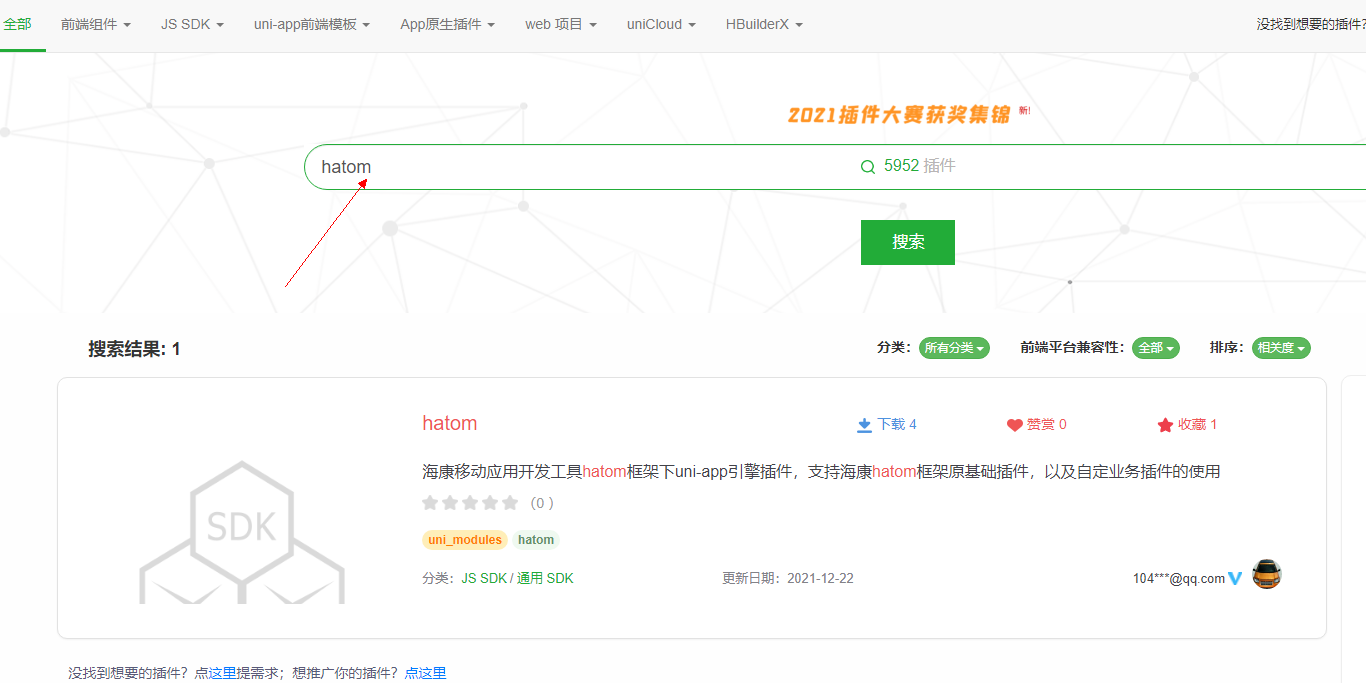 全部 前端组件 JS SDK uni-app前端模板 App原生插件 web 项目 uniCloud HBuilderX 没找到想要的插件?
2021插件大赛获奖集锦 新!
hatom 5952 插件
搜索
搜索结果: 1 分类: 所有分类 前端平台兼容性: 全部 排序: 相关度
hatom 下载 4 赞赏 0 收藏 1
海康移动应用开发工具hatom框架下uni-app引擎插件，支持海康hatom框架原基础插件，以及自定业务插件的使用
SDK
(0 )
uni_modules hatom
分类: JS SDK / 通用 SDK 更新日期: 2021-12-22 104***@qq.com
没找到想要的插件？点这里提需求；想推广你的插件？点这里